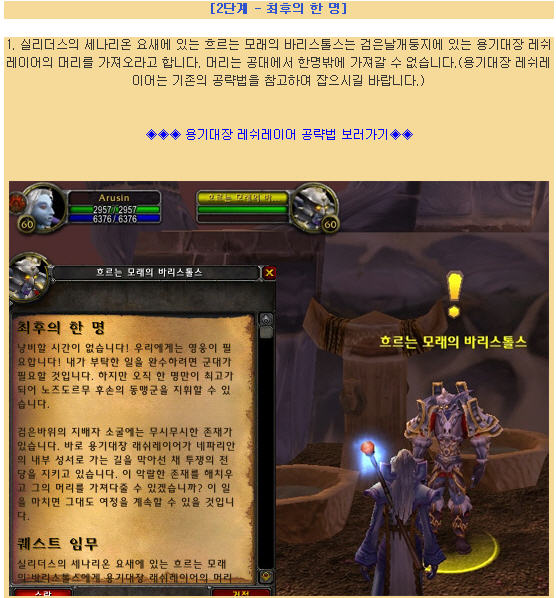 [2단계 - 최후의 한 명]
1. 실리더스의 세나리온 요새에 있는 흐르는 모래의 바리스톨스는 검은날개둥지에 있는 용기대장 레쉬
레이어의 머리를 가져오라고 합니다. 머리는 공대에서 한명밖에 가져갈 수 없습니다.(용기대장 레쉬레
이어는 기존의 공략법을 참고하며 잡으시길 바랍니다.)
◈◈◈ 용기대장 레쉬레이어 공략법 보러가기◈◈
Arusin
2957 / 2957
6376 / 6376
60
흐르는 모래의 바
60
흐르는 모래의 바리스톨스
최후의 한 명
낭비할 시간이 없습니다! 우리에게는 영웅이 필
요합니다! 내가 부탁한 일을 완수하려면 군대가
필요할 것입니다. 하지만 오직 한 명만이 최고가
되어 노즈도르무 후손의 동맹군을 지휘할 수 있
습니다.
검은바위의 지배자 소굴에는 무시무시한 존재가
있습니다. 바로 용기대장 래쉬레이어가 네파리안
의 내부 성서로 가는 길을 막아선 채 투쟁의 전
당을 지키고 있습니다. 이 악랄한 존재를 해치우
고 그의 머리를 가져다줄 수 있겠습니까? 이 일
을 마치면 그대도 여정을 계속할 수 있을 것입니
다.
퀘스트 임무
실리더스의 세나리온 요새에 있는 흐르는 모래
의 바리스톨스에게 용기대장 래쉬레이어의 머리
흐르는 모래의 바리스톨스